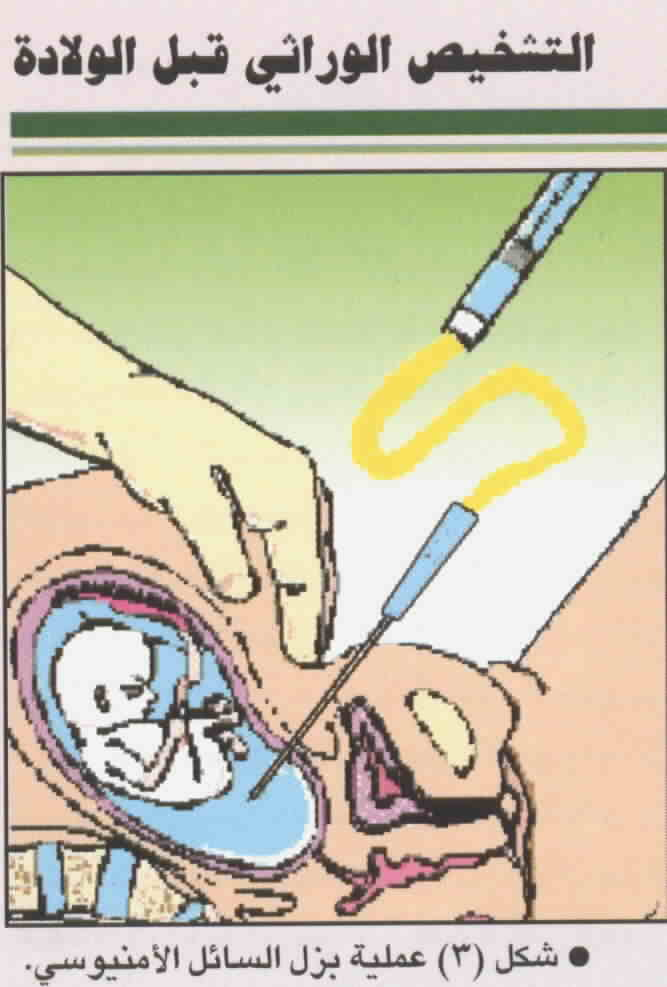 التشخيص الوراثي قبل الولادة
● شكل (٣) عملية بزل السائل الأمنيوسي.